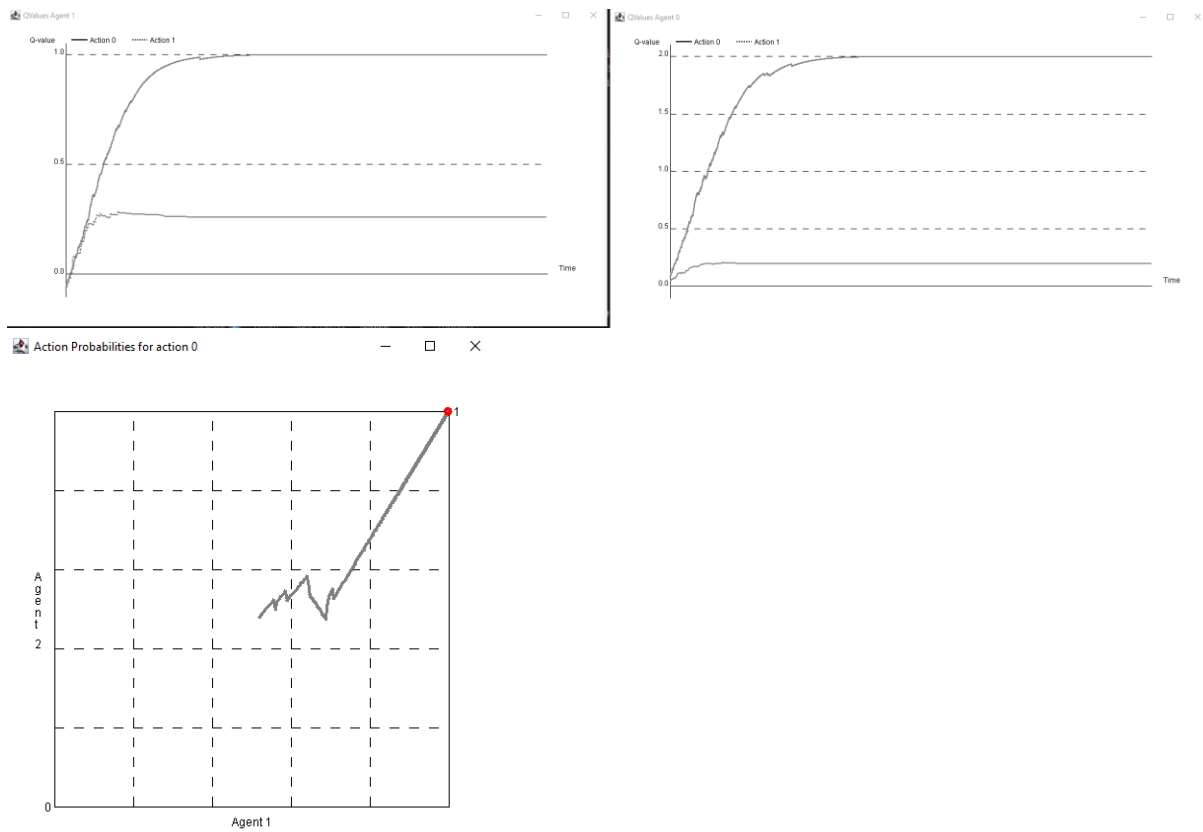 QValues Agent 1
Q-value Action 0 Action 1
1.0
0.5
0.0
Time
QValues Agent 0
Q-value Action 0 Action 1
2.0
1.5
1.0
0.5
0.0
Time
Action Probabilities for action 0
1
Agent
2
0
Agent 1